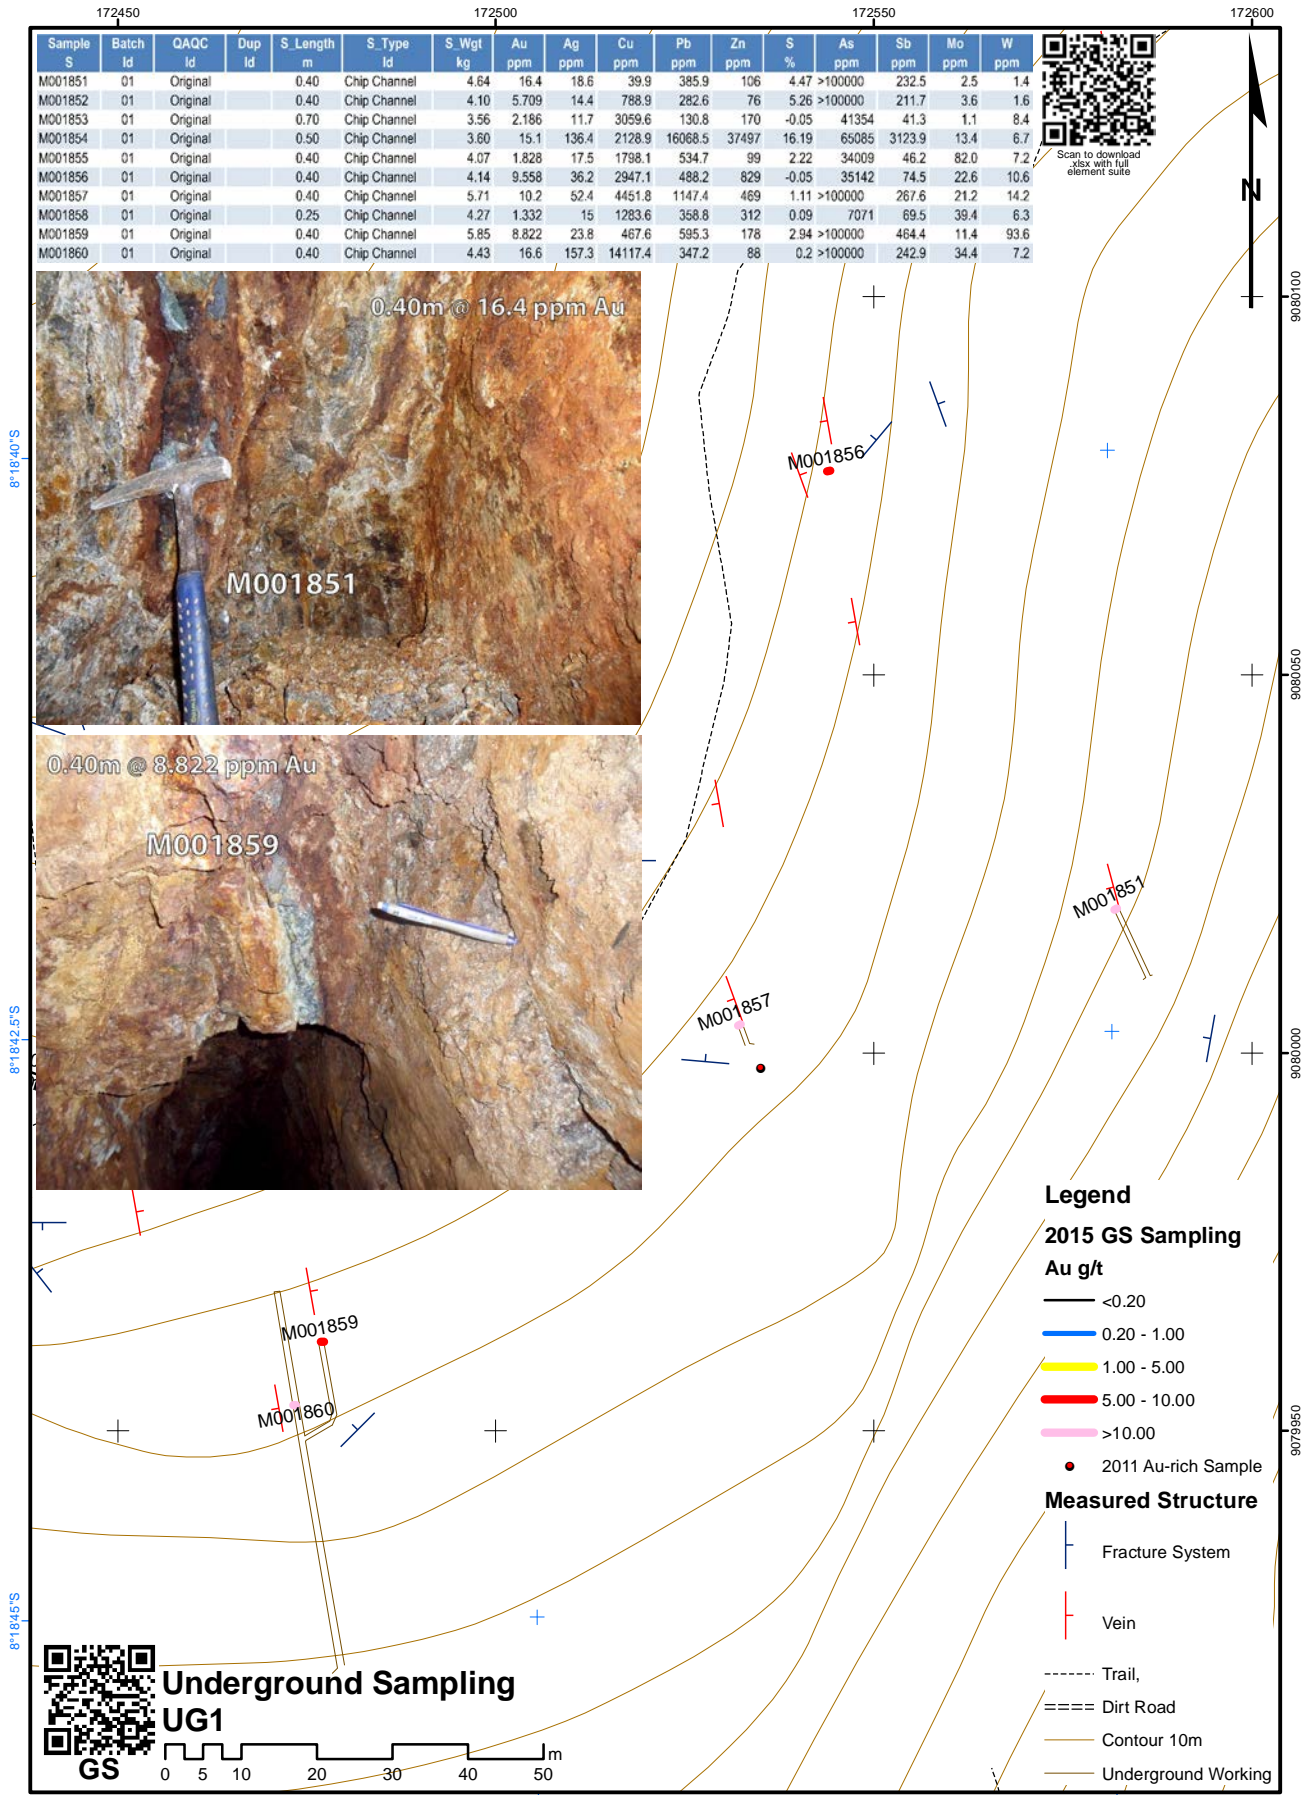 172450 172500 172550 172600
Sample S Batch Id QAQC Id Dup Id S_Length m S_Type Id S_Wgt kg Au ppm Ag ppm Cu ppm Pb ppm Zn ppm S % As ppm Sb ppm Mo ppm W ppm
M001851 01 Original 0.40 Chip Channel 4.64 16.4 18.6 39.9 385.9 106 4.47 >100000 232.5 2.5 1.4
M001852 01 Original 0.40 Chip Channel 4.10 5.709 14.4 788.9 282.6 76 5.26 >100000 211.7 3.6 1.6
M001853 01 Original 0.70 Chip Channel 3.56 2.186 11.7 3059.6 130.8 170 -0.05 41354 41.3 1.1 8.4
M001854 01 Original 0.50 Chip Channel 3.60 15.1 136.4 2128.9 16068.5 37497 16.19 65085 3123.9 13.4 6.7
M001855 01 Original 0.40 Chip Channel 4.07 1.828 17.5 1798.1 534.7 99 2.22 34009 46.2 82.0 7.2
M001856 01 Original 0.40 Chip Channel 4.14 9.558 36.2 2947.1 488.2 829 -0.05 35142 74.5 22.6 10.6
M001857 01 Original 0.40 Chip Channel 5.71 10.2 52.4 4451.8 1147.4 469 1.11 >100000 267.6 21.2 14.2
M001858 01 Original 0.25 Chip Channel 4.27 1.332 15 1283.6 358.8 312 0.09 7071 69.5 39.4 6.3
M001859 01 Original 0.40 Chip Channel 5.85 8.822 23.8 467.6 595.3 178 2.94 >100000 464.4 11.4 93.6
M001860 01 Original 0.40 Chip Channel 4.43 16.6 157.3 14117.4 347.2 88 0.2 >100000 242.9 34.4 7.2
Scan to download
.xlsx with full
element suite
N
9080100
0.40m @ 16.4 ppm Au
8°18'40"S
M001856
M001851
9080050
0.40m @ 8.822 ppm Au
M001859
M001851
M001857
8°18'42.5"S
9080000
M001859
M001860
9079950
8°18'45"S
Legend
2015 GS Sampling
Au g/t
<0.20
0.20 - 1.00
1.00 - 5.00
5.00 - 10.00
>10.00
2011 Au-rich Sample
Measured Structure
Fracture System
Vein
Trail,
Dirt Road
Contour 10m
Underground Working
Underground Sampling
UG1
GS
m
0 5 10 20 30 40 50